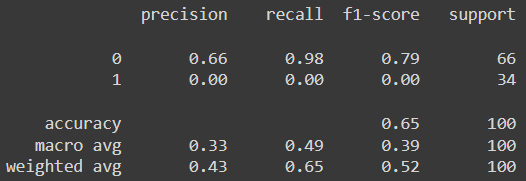 precision recall f1-score support
0 0.66 0.98 0.79 66
1 0.00 0.00 0.00 34
accuracy 0.65 100
macro avg 0.33 0.49 0.39 100
weighted avg 0.43 0.65 0.52 100